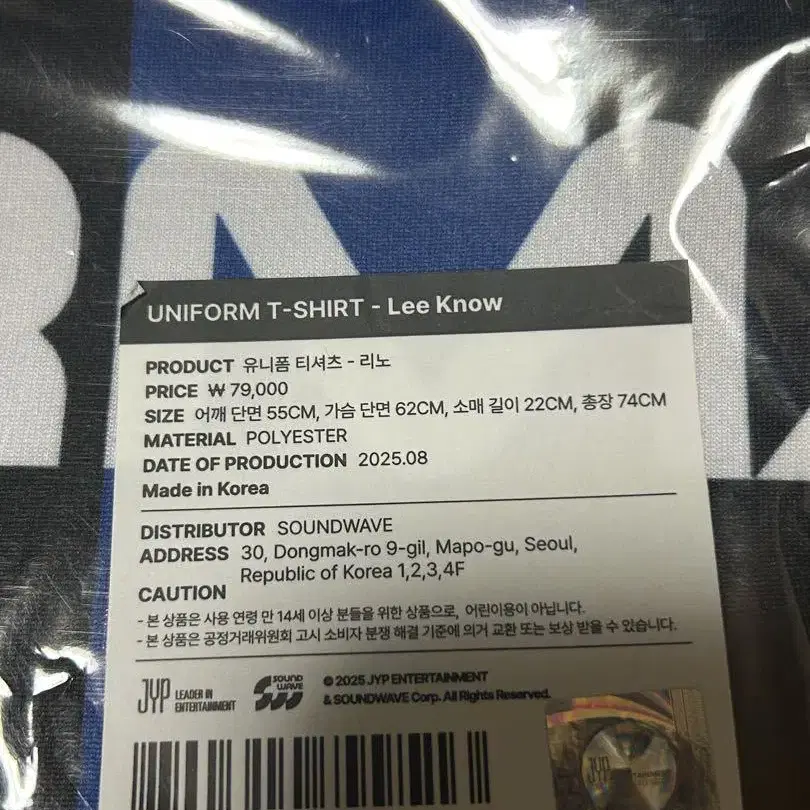 UNIFORM T-SHIRT - Lee Know
PRODUCT 유니폼 티셔츠 - 리노
PRICE ₩ 79,000
SIZE 어깨 단면 55CM, 가슴 단면 62CM, 소매 길이 22CM, 총장 74CM
MATERIAL POLYESTER
DATE OF PRODUCTION 2025.08
Made in Korea
DISTRIBUTOR SOUNDWAVE
ADDRESS 30, Dongmak-ro 9-gil, Mapo-gu, Seoul,
Republic of Korea 1,2,3,4F
CAUTION
- 본 상품은 사용 연령 만 14세 이상 분들을 위한 상품으로, 어린이용이 아닙니다.
- 본 상품은 공정거래위원회 고시 소비자 분쟁 해결 기준에 의거 교환 또는 보상 받을 수 있습니다.
JYP LEADER IN
ENTERTAINMENT
SOUND
WAVE
© 2025 JYP ENTERTAINMENT
& SOUNDWAVE Corp. All Rights Reserved.
JYP